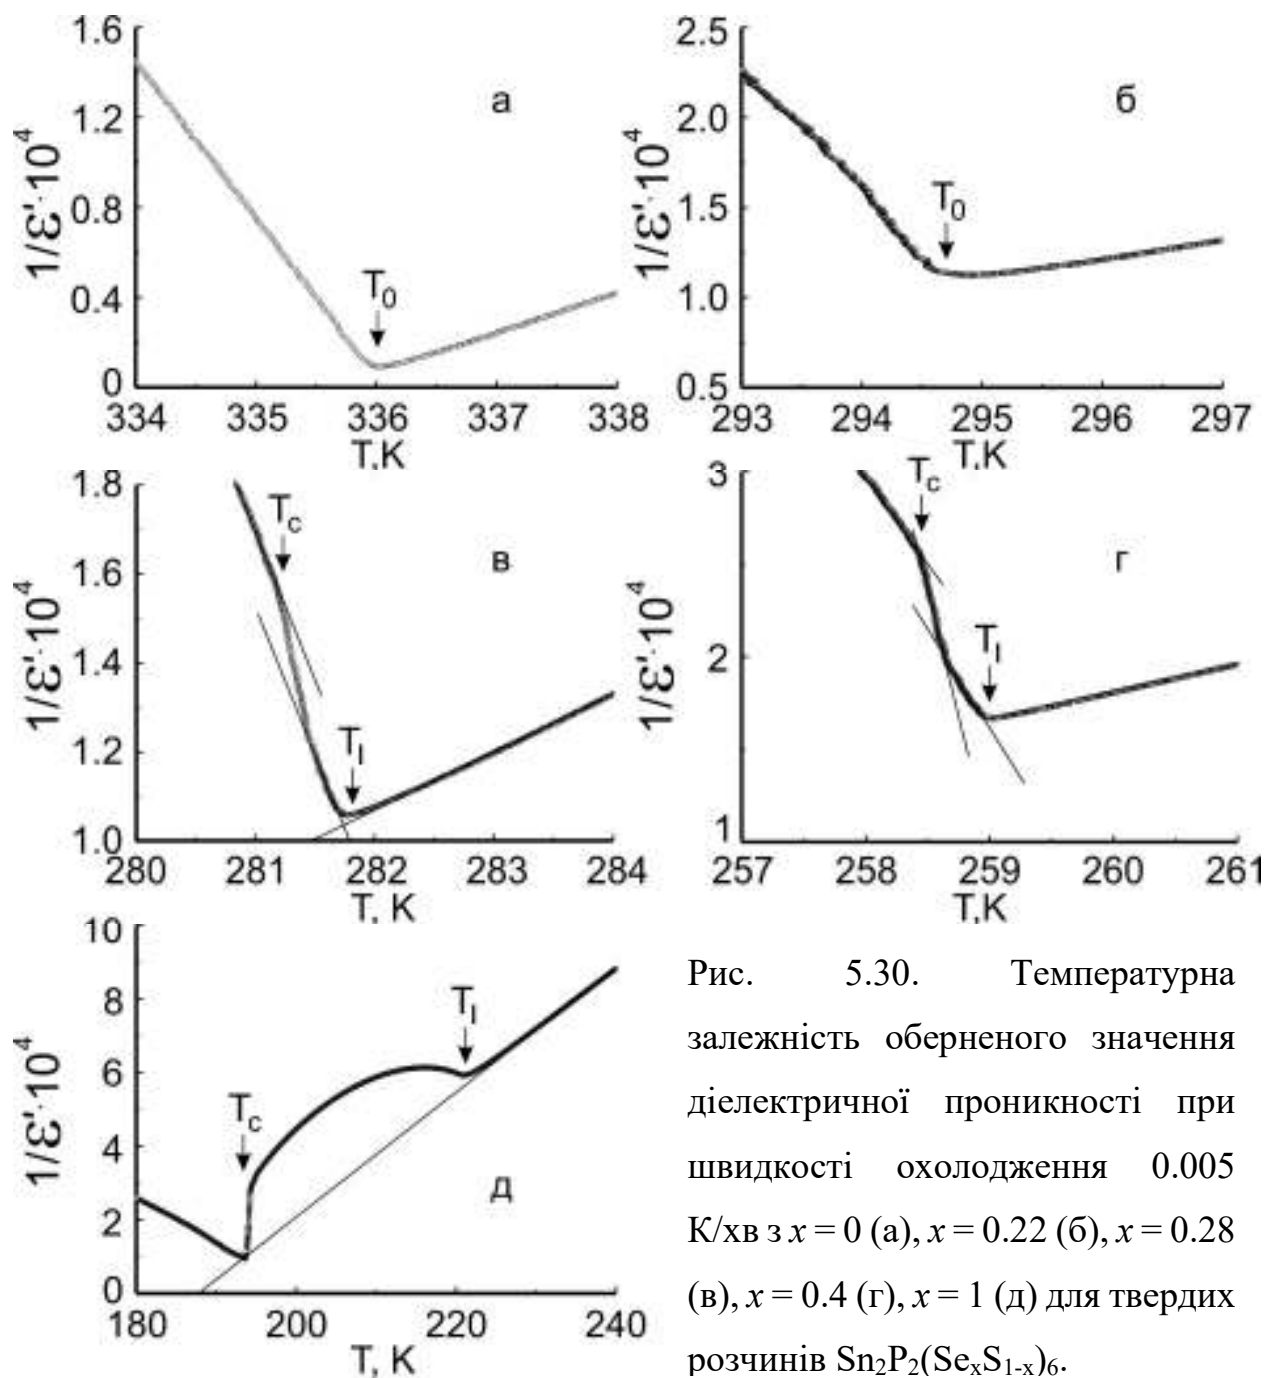 1.6
1.2
0.8
0.4
0
1/ε'·10⁴
а
T₀
334 335 336 337 338
T,K
2.5
2.0
1.5
1.0
0.5
1/ε'·10⁴
б
T₀
293 294 295 296 297
T,K
1.8
1.6
1.4
1.2
1.0
1/ε'·10⁴
Tc
в
TI
280 281 282 283 284
T, K
3
2
1
1/ε'·10⁴
Tc
г
TI
257 258 259 260 261
T,K
10
8
6
4
2
0
1/ε'·10⁴
Tc
TI
д
180 200 220 240
T, K
Рис. 5.30. Температурна
залежність оберненого значення
діелектричної проникності при
швидкості охолодження 0.005
К/хв з x = 0 (а), x = 0.22 (б), x = 0.28
(в), x = 0.4 (г), x = 1 (д) для твердих
розчинів Sn₂P₂(SeₓS₁₋ₓ)₆.